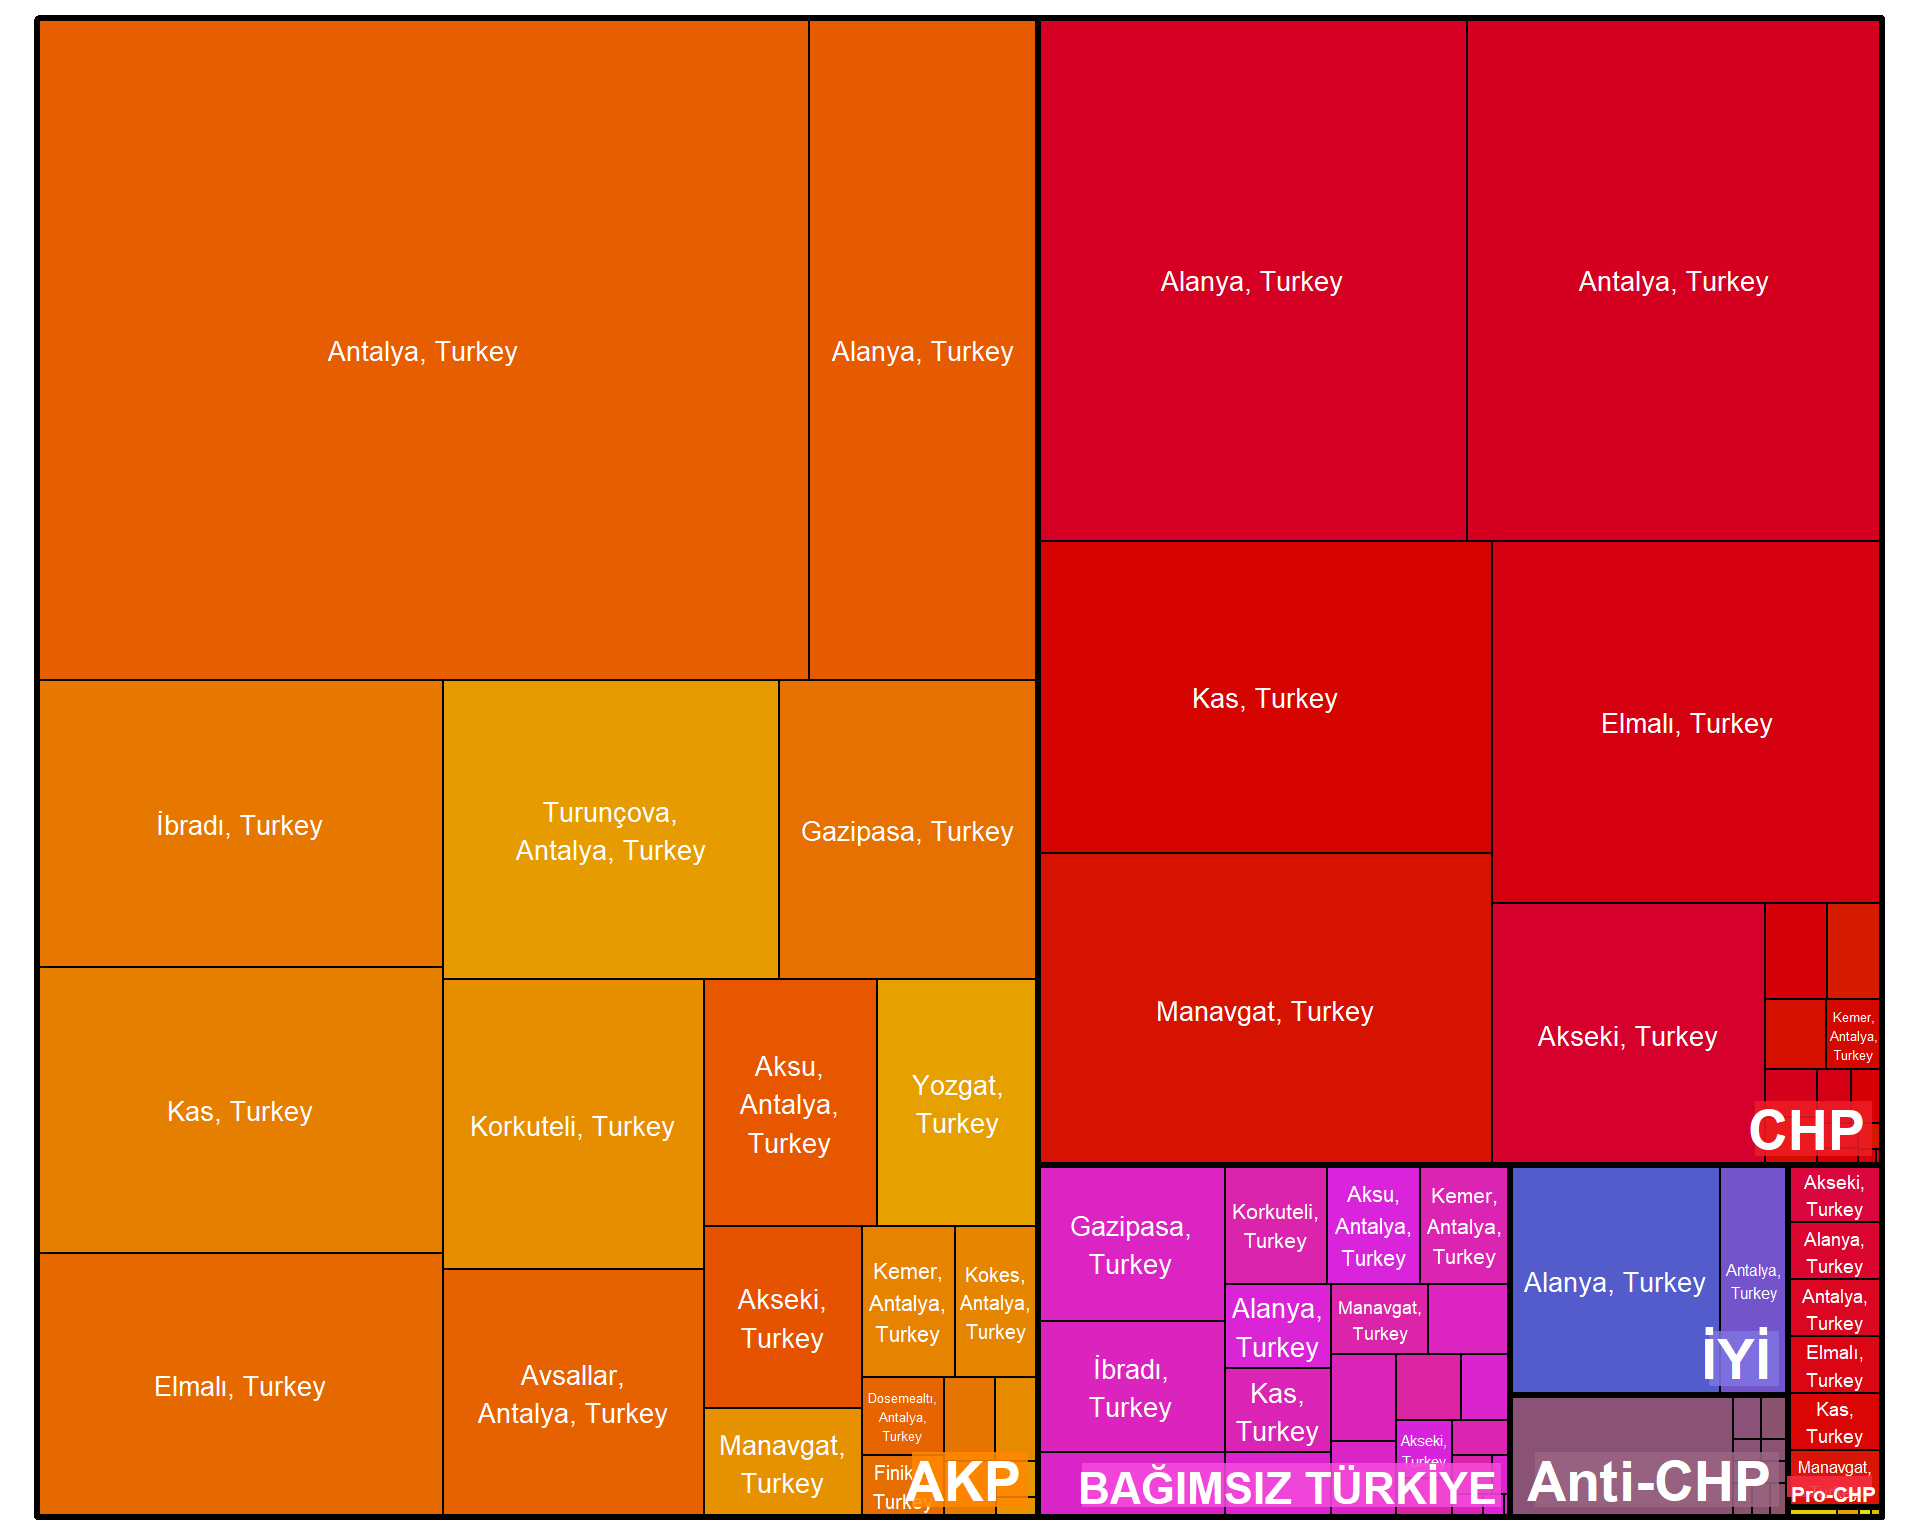 Antalya, Turkey
Alanya, Turkey
İbradı, Turkey
Turunçova,
Antalya, Turkey
Gazipasa, Turkey
Kas, Turkey
Korkuteli, Turkey
Aksu,
Antalya,
Turkey
Yozgat,
Turkey
Elmalı, Turkey
Avsallar,
Antalya, Turkey
Akseki,
Turkey
Manavgat,
Turkey
Kemer,
Antalya,
Turkey
Kokes,
Antalya,
Turkey
Dosemealtı,
Antalya,
Turkey
Turkey
AKP
Alanya, Turkey
Antalya, Turkey
Kas, Turkey
Elmalı, Turkey
Manavgat, Turkey
Akseki, Turkey
Kemer,
Antalya,
Turkey
CHP
Gazipasa,
Turkey
Korkuteli,
Turkey
Aksu,
Antalya,
Turkey
Kemer,
Antalya,
Turkey
İbradı,
Turkey
Alanya,
Turkey
Manavgat,
Turkey
Kas,
Turkey
Akseki,
Turkey
BAĞIMSIZ TÜRKİYE
Alanya, Turkey
Antalya,
Turkey
İYİ
Anti-CHP
Akseki,
Turkey
Alanya,
Turkey
Antalya,
Turkey
Elmalı,
Turkey
Kas,
Turkey
Manavgat,
Pro-CHP